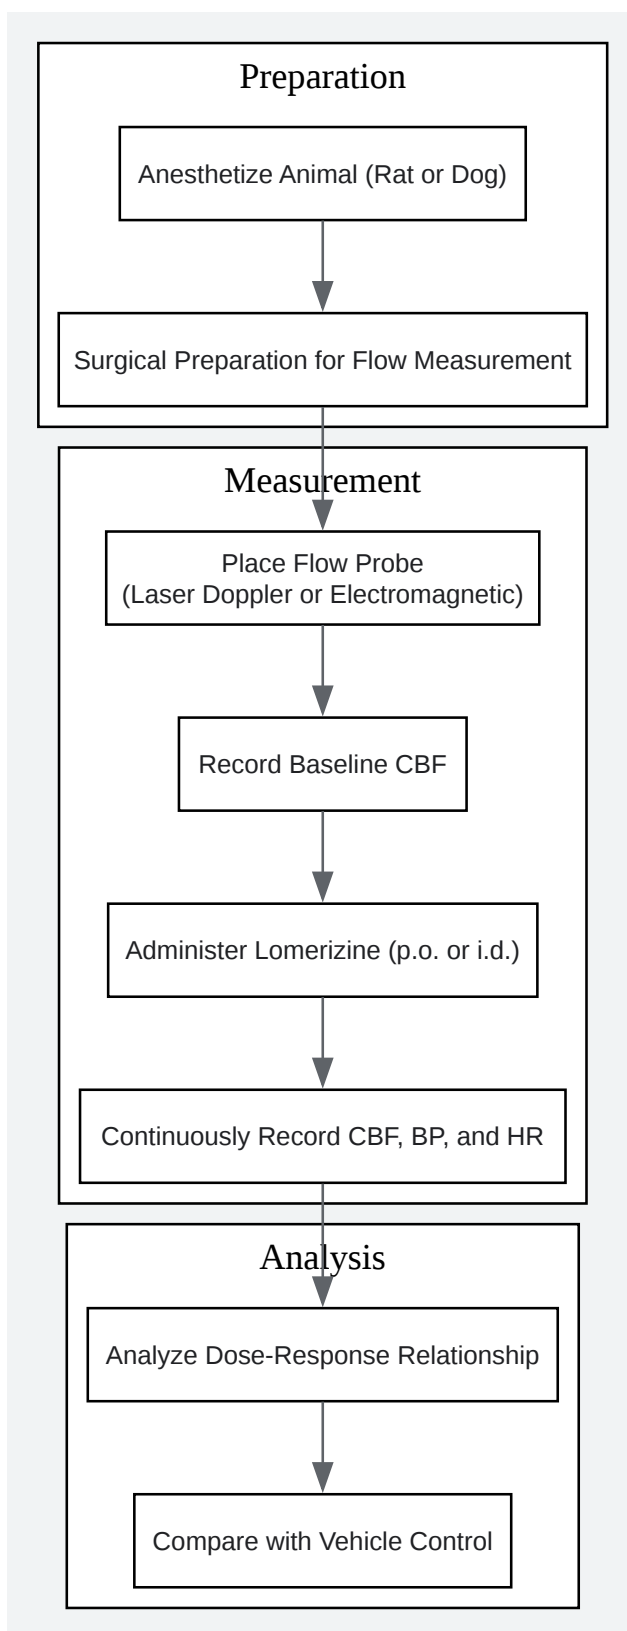 Preparation
Anesthetize Animal (Rat or Dog)
Surgical Preparation for Flow Measurement
Measurement
Place Flow Probe
(Laser Doppler or Electromagnetic)
Record Baseline CBF
Administer Lomerizine (p.o. or i.d.)
Continuously Record CBF, BP, and HR
Analysis
Analyze Dose-Response Relationship
Compare with Vehicle Control